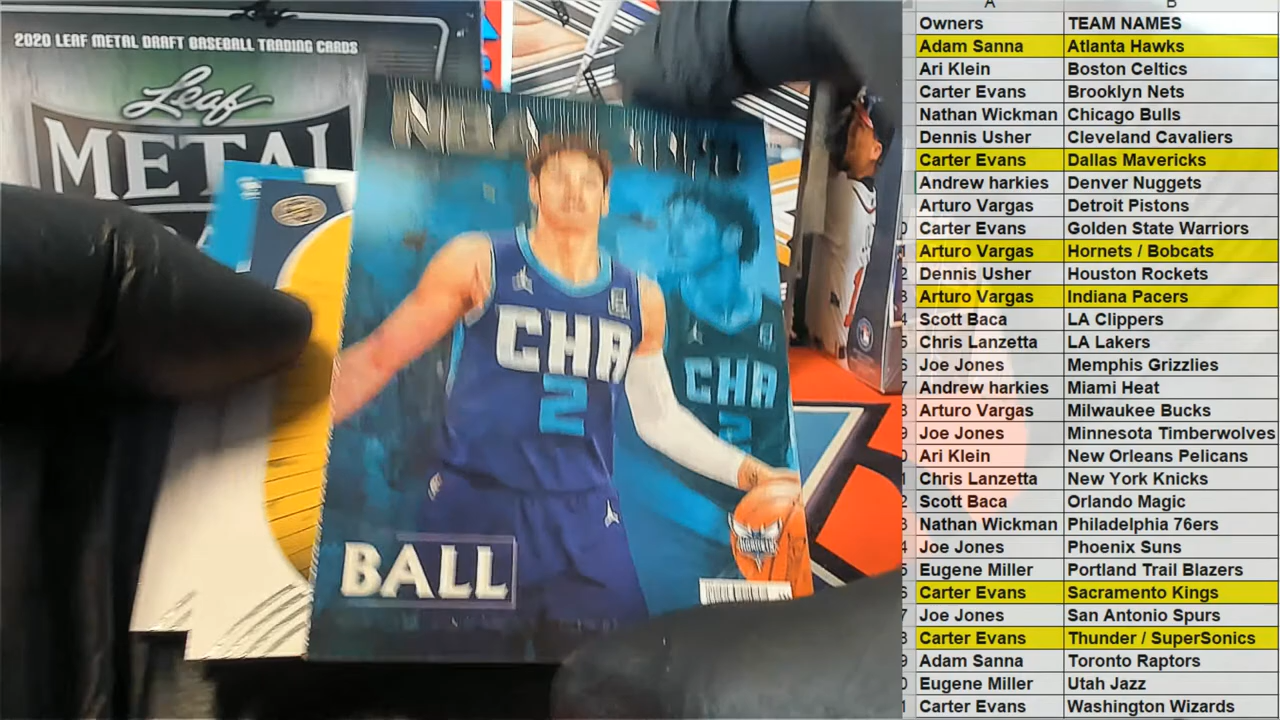 2020 LEAF METAL DRAFT BASEBALL TRADING CARDS
Leaf
METAL
CHA
2
CHA
2
HORNETS
BALL
A B
Owners TEAM NAMES
Adam Sanna Atlanta Hawks
Ari Klein Boston Celtics
Carter Evans Brooklyn Nets
Nathan Wickman Chicago Bulls
Dennis Usher Cleveland Cavaliers
Carter Evans Dallas Mavericks
Andrew harkies Denver Nuggets
Arturo Vargas Detroit Pistons
Carter Evans Golden State Warriors
Arturo Vargas Hornets / Bobcats
Dennis Usher Houston Rockets
Arturo Vargas Indiana Pacers
Scott Baca LA Clippers
Chris Lanzetta LA Lakers
Joe Jones Memphis Grizzlies
Andrew harkies Miami Heat
Arturo Vargas Milwaukee Bucks
Joe Jones Minnesota Timberwolves
Ari Klein New Orleans Pelicans
Chris Lanzetta New York Knicks
Scott Baca Orlando Magic
Nathan Wickman Philadelphia 76ers
Joe Jones Phoenix Suns
Eugene Miller Portland Trail Blazers
Carter Evans Sacramento Kings
Joe Jones San Antonio Spurs
Carter Evans Thunder / SuperSonics
Adam Sanna Toronto Raptors
Eugene Miller Utah Jazz
Carter Evans Washington Wizards